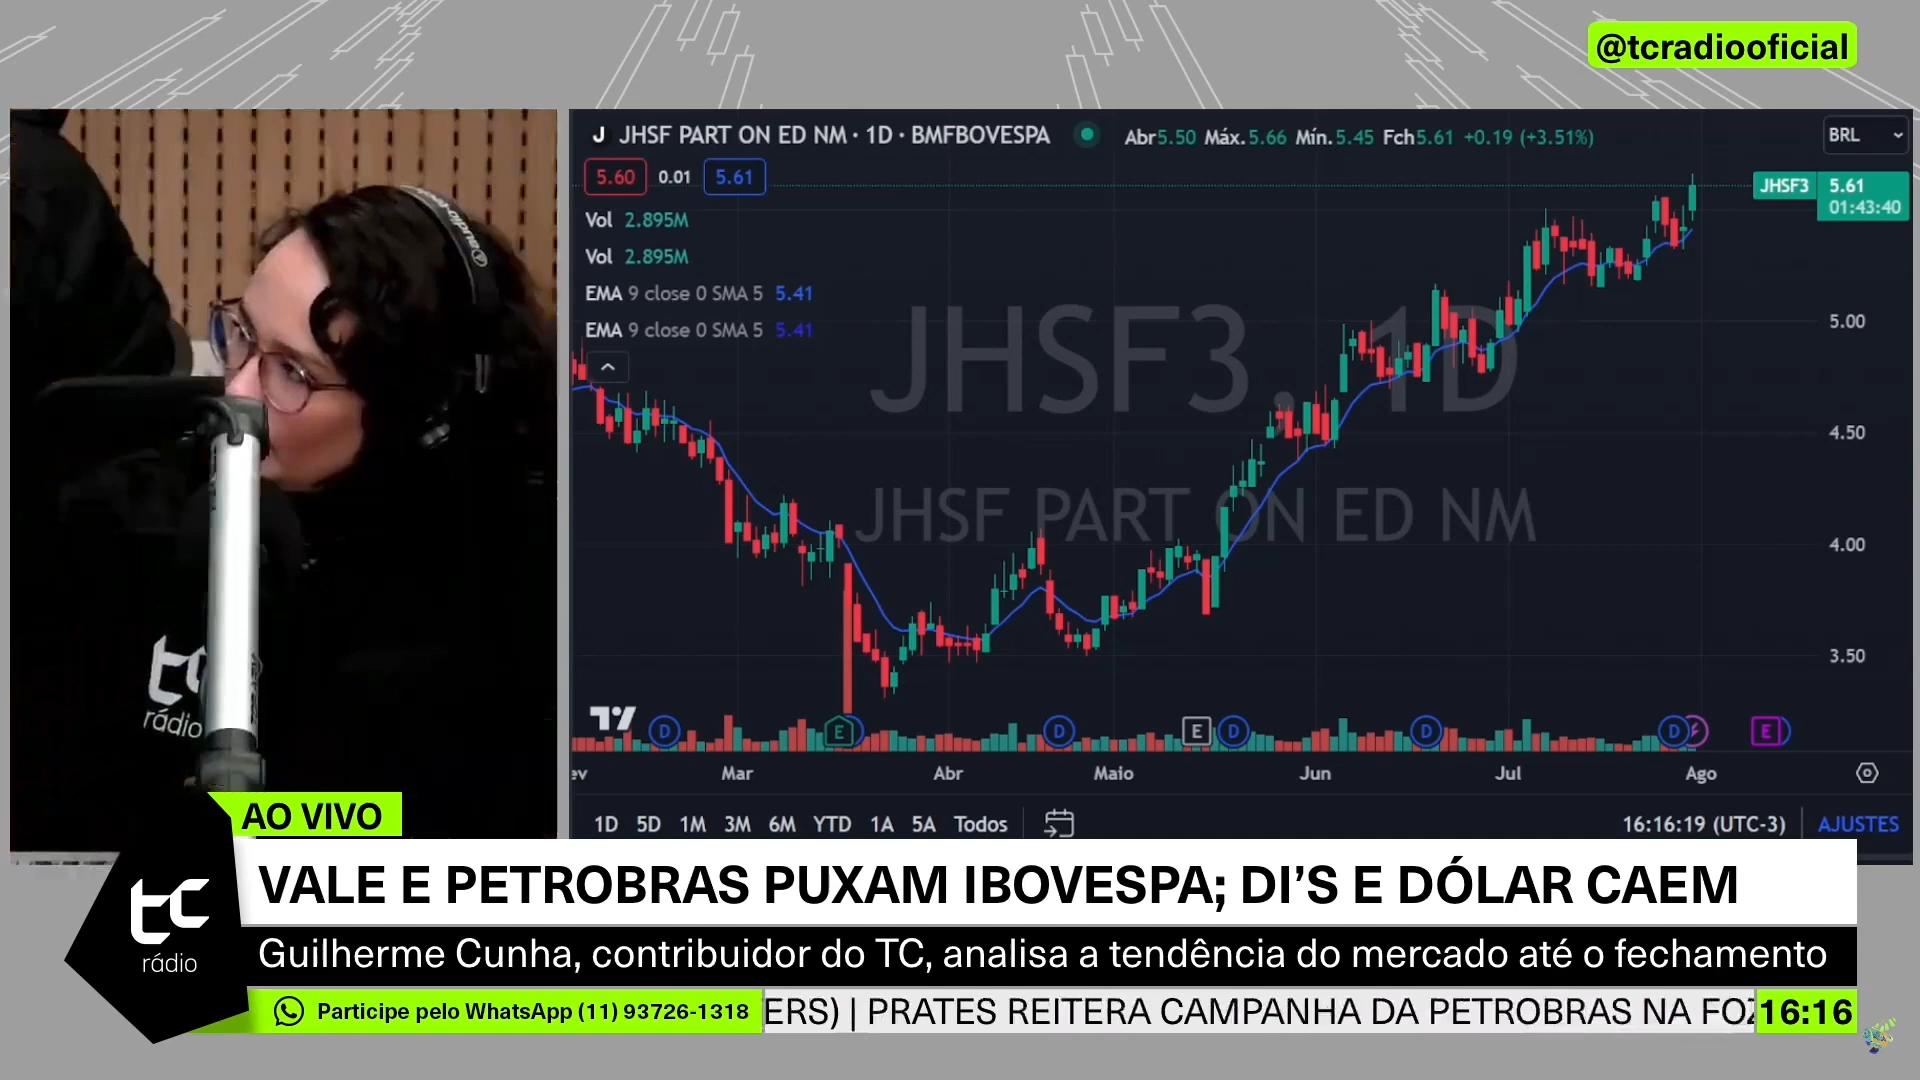 @tcradiooficial
J JHSF PART ON ED NM · 1D · BMFBOVESPA
Abr5.50 Máx.5.66 Mín.5.45 Fch5.61 +0.19 (+3.51%)
BRL
5.60 0.01 5.61
JHSF3 5.61
01:43:40
Vol 2.895M
Vol 2.895M
EMA 9 close 0 SMA 5 5.41
EMA 9 close 0 SMA 5 5.41
JHSF3, 1D
JHSF PART ON ED NM
5.00
4.50
4.00
3.50
audio-technica
tc
rádio
D E D E D D D E
ev Mar Abr Maio Jun Jul Ago
1D 5D 1M 3M 6M YTD 1A 5A Todos
16:16:19 (UTC-3) AJUSTES
AO VIVO
VALE E PETROBRAS PUXAM IBOVESPA; DI’S E DÓLAR CAEM
Guilherme Cunha, contribuidor do TC, analisa a tendência do mercado até o fechamento
tc
rádio
Participe pelo WhatsApp (11) 93726-1318
ERS) | PRATES REITERA CAMPANHA DA PETROBRAS NA FOZ
16:16